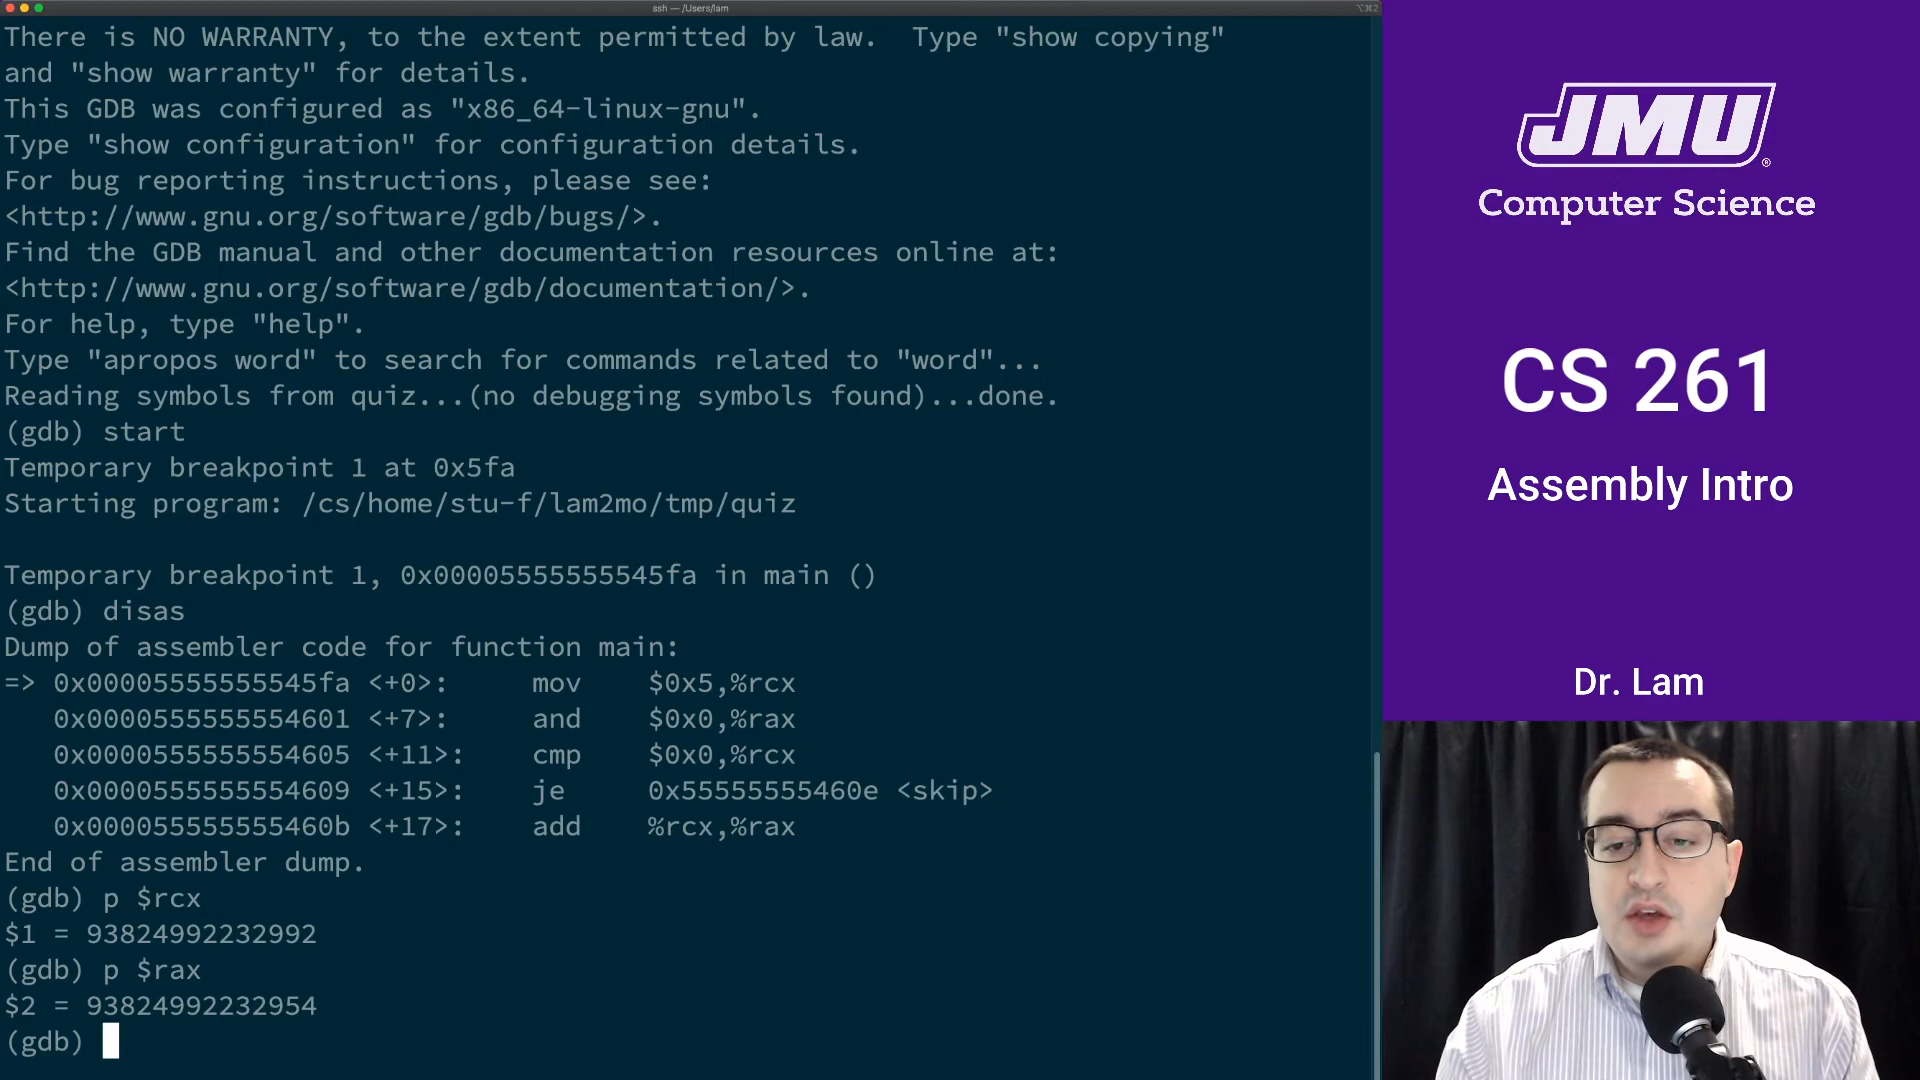 ssh — /Users/lam
⌥⌘2
There is NO WARRANTY, to the extent permitted by law.  Type "show copying"
and "show warranty" for details.
This GDB was configured as "x86_64-linux-gnu".
Type "show configuration" for configuration details.
For bug reporting instructions, please see:
<http://www.gnu.org/software/gdb/bugs/>.
Find the GDB manual and other documentation resources online at:
<http://www.gnu.org/software/gdb/documentation/>.
For help, type "help".
Type "apropos word" to search for commands related to "word"...
Reading symbols from quiz...(no debugging symbols found)...done.
(gdb) start
Temporary breakpoint 1 at 0x5fa
Starting program: /cs/home/stu-f/lam2mo/tmp/quiz
Temporary breakpoint 1, 0x00005555555545fa in main ()
(gdb) disas
Dump of assembler code for function main:
=> 0x00005555555545fa <+0>:     mov    $0x5,%rcx
   0x0000555555554601 <+7>:     and    $0x0,%rax
   0x0000555555554605 <+11>:    cmp    $0x0,%rcx
   0x0000555555554609 <+15>:    je     0x55555555460e <skip>
   0x000055555555460b <+17>:    add    %rcx,%rax
End of assembler dump.
(gdb) p $rcx
$1 = 93824992232992
(gdb) p $rax
$2 = 93824992232954
(gdb)
JMU®
Computer Science
CS 261
Assembly Intro
Dr. Lam